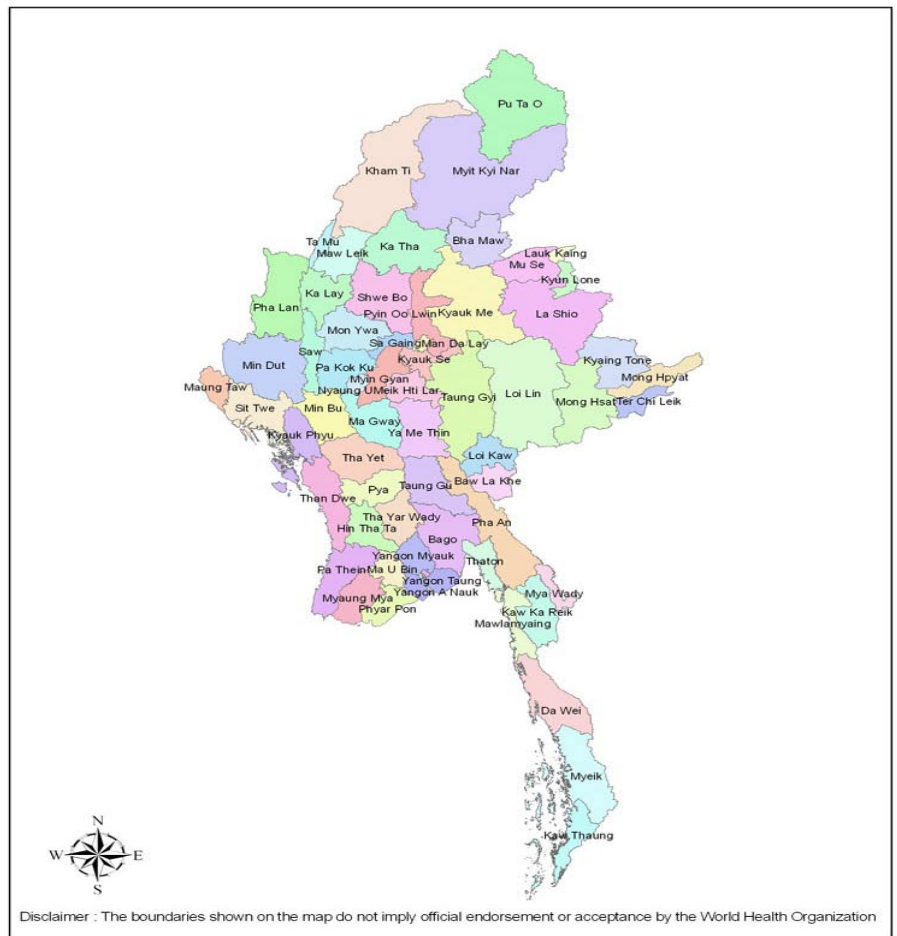 Pu Ta O
Kham Ti
Myit Kyi Nar
Ta Mu
Bha Maw
Ka Tha
Maw Leik
Lauk Kaing
Mu Se
Kyun Lone
Ka Lay
Shwe Bo
Pha Lan
Pyin Oo Lwin
Kyauk Me
La Shio
Mon Ywa
Sa Gaing
Man Da Lay
Saw
Kyauk Se
Kyaing Tone
Min Dut
Pa Kok Ku
Mong Hpyat
Myin Gyan
Maung Taw
Nyaung U
Meik Hti Lar
Loi Lin
Taung Gyi
Mong Hsat
Ter Chi Leik
Sit Twe
Min Bu
Ma Gway
Kyauk Phyu
Ya Me Thin
Loi Kaw
Tha Yet
Baw La Khe
Taung Gu
Pya
Than Dwe
Tha Yar Wady
Pha An
Hin Tha Ta
Bago
Yangon Myauk
Thaton
Pa Thein
Ma U Bin
Yangon Taung
Yangon A Nauk
Mya Wady
Myaung Mya
Phyar Pon
Kaw Ka Reik
Mawlamyaing
Da Wei
Myeik
Kaw Thaung
N
W
E
S
Disclaimer : The boundaries shown on the map do not imply official endorsement or acceptance by the World Health Organization